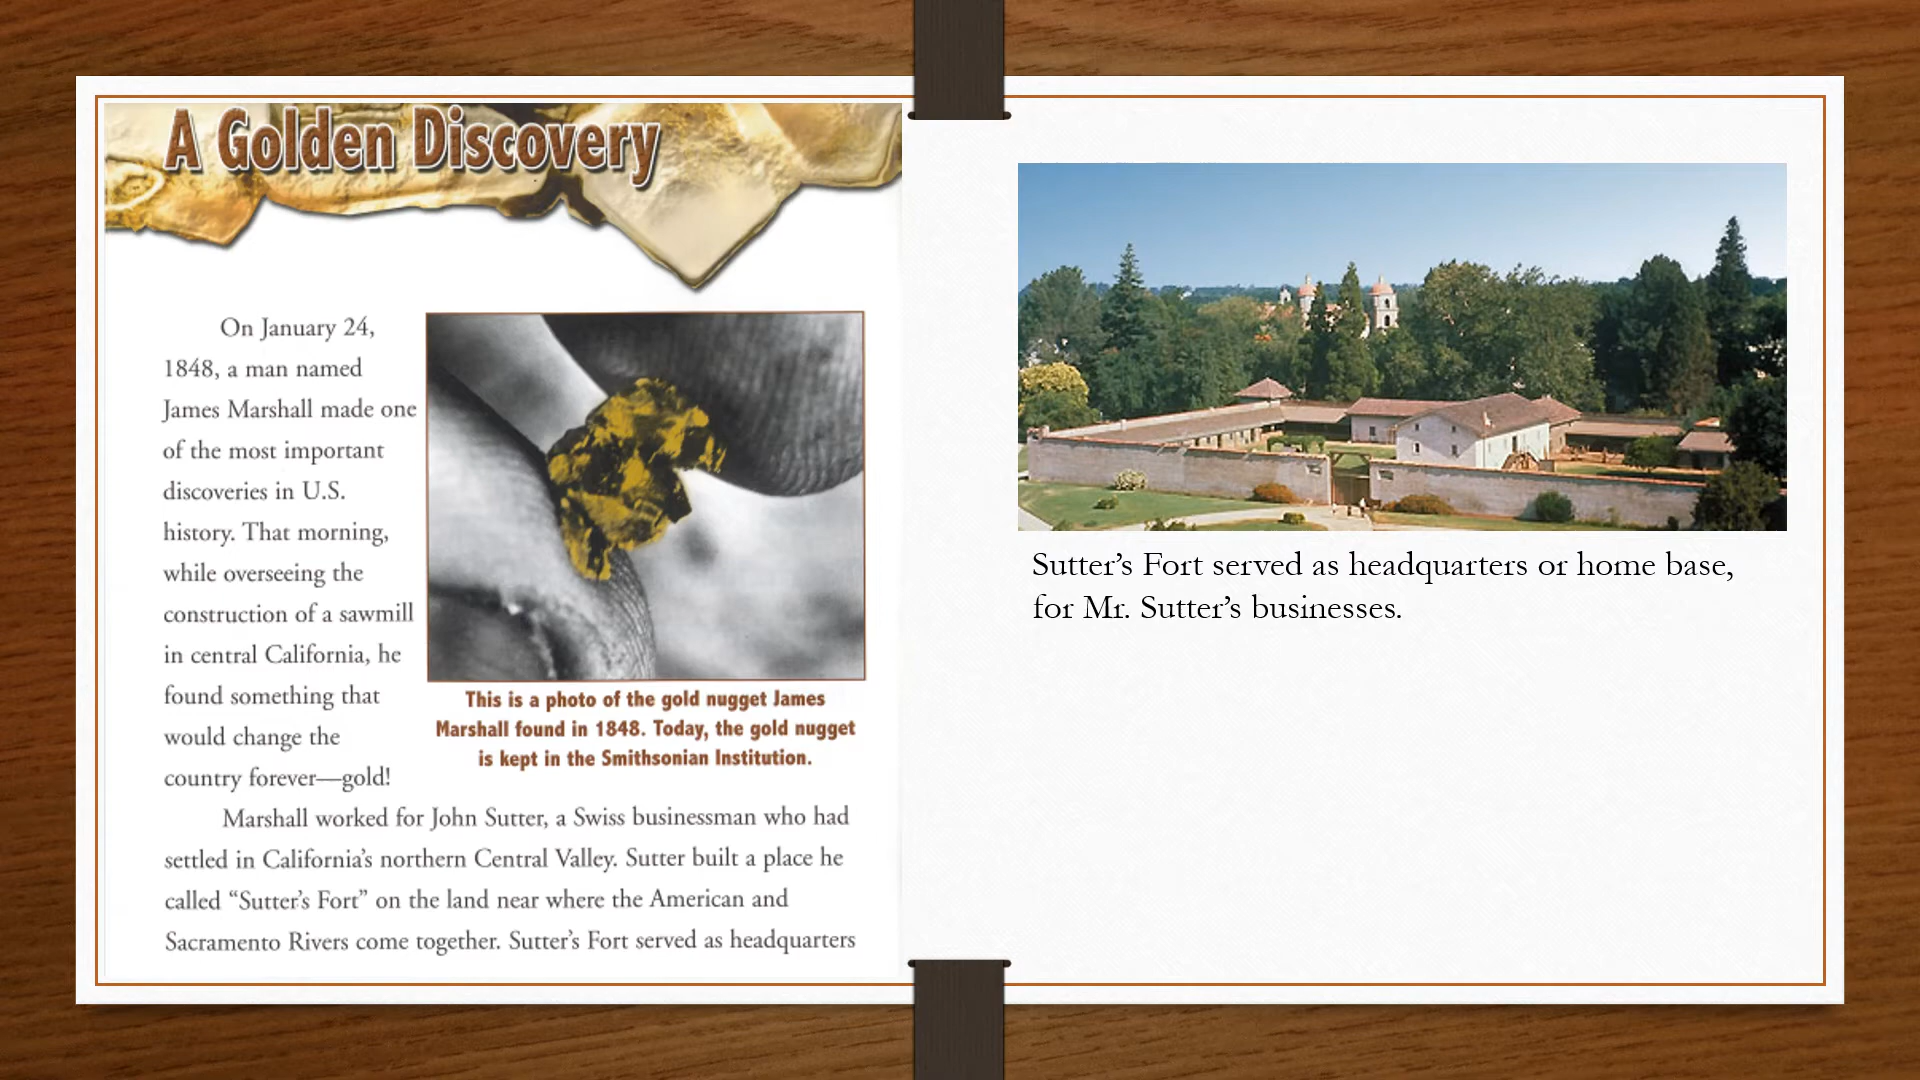 A Golden Discovery
On January 24,
1848, a man named
James Marshall made one
of the most important
discoveries in U.S.
history. That morning,
while overseeing the
construction of a sawmill
in central California, he
found something that
would change the
country forever—gold!
This is a photo of the gold nugget James
Marshall found in 1848. Today, the gold nugget
is kept in the Smithsonian Institution.
Marshall worked for John Sutter, a Swiss businessman who had
settled in California's northern Central Valley. Sutter built a place he
called “Sutter's Fort” on the land near where the American and
Sacramento Rivers come together. Sutter's Fort served as headquarters
Sutter’s Fort served as headquarters or home base,
for Mr. Sutter’s businesses.